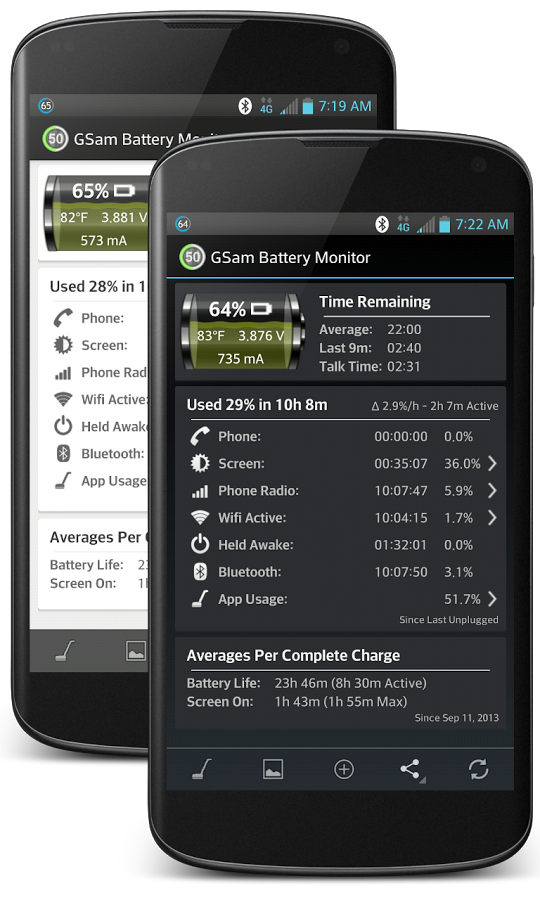 65
4G
7:19 AM
50
GSam Battery Mon
65%
82°F 3.881 V
573 mA
Used 28% in 1
Phone:
Screen:
Phone Rad
Wifi Active:
Held Awake
Bluetooth:
App Usage
Averages Per
Battery Life: 23
Screen On: 1h
64
4G
7:22 AM
50
GSam Battery Monitor
64%
83°F 3.876 V
735 mA
Time Remaining
Average: 22:00
Last 9m: 02:40
Talk Time: 02:31
Used 29% in 10h 8m Δ 2.9%/h - 2h 7m Active
Phone: 00:00:00 0.0%
Screen: 00:35:07 36.0%
Phone Radio: 10:07:47 5.9%
Wifi Active: 10:04:15 1.7%
Held Awake: 01:32:01 0.0%
Bluetooth: 10:07:50 3.1%
App Usage: 51.7%
Since Last Unplugged
Averages Per Complete Charge
Battery Life: 23h 46m (8h 30m Active)
Screen On: 1h 43m (1h 55m Max)
Since Sep 11, 2013